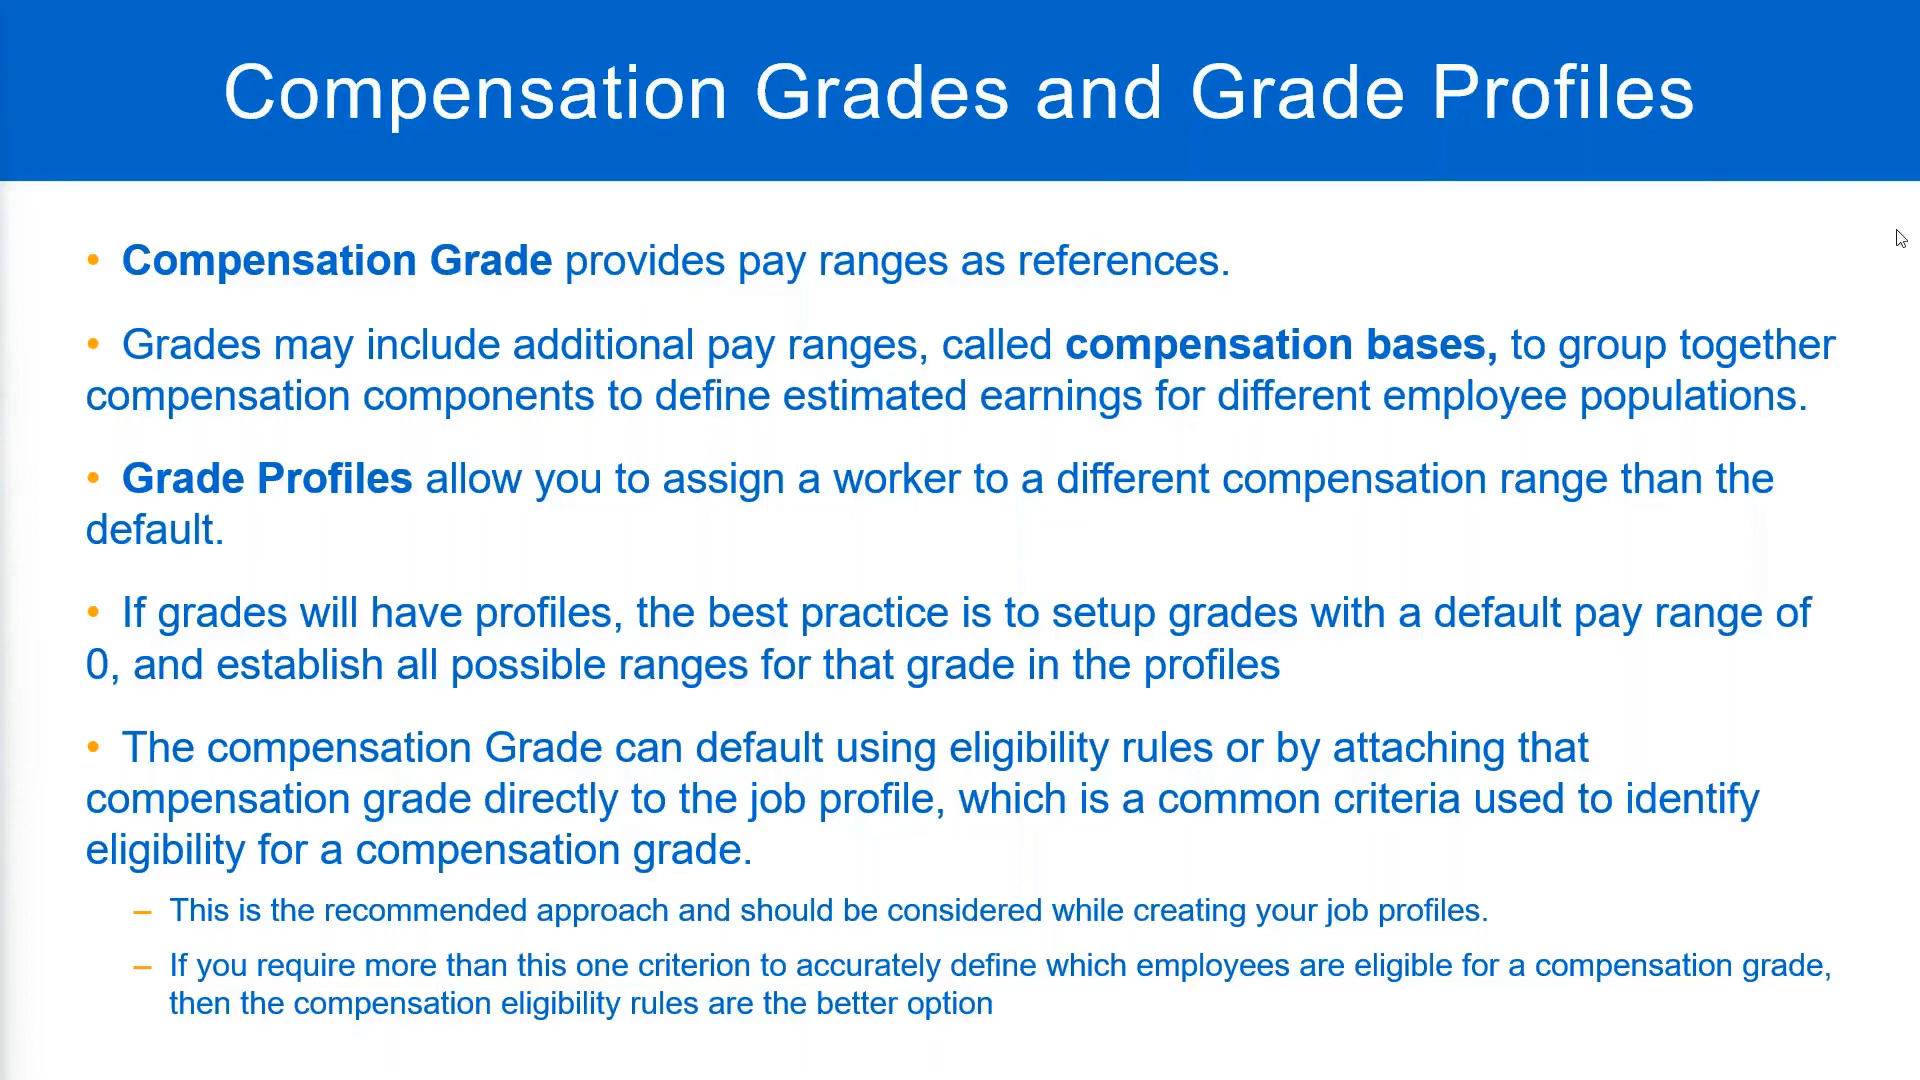 Compensation Grades and Grade Profiles
• Compensation Grade provides pay ranges as references.
• Grades may include additional pay ranges, called compensation bases, to group together
compensation components to define estimated earnings for different employee populations.
• Grade Profiles allow you to assign a worker to a different compensation range than the
default.
• If grades will have profiles, the best practice is to setup grades with a default pay range of
0, and establish all possible ranges for that grade in the profiles
• The compensation Grade can default using eligibility rules or by attaching that
compensation grade directly to the job profile, which is a common criteria used to identify
eligibility for a compensation grade.
– This is the recommended approach and should be considered while creating your job profiles.
– If you require more than this one criterion to accurately define which employees are eligible for a compensation grade,
then the compensation eligibility rules are the better option